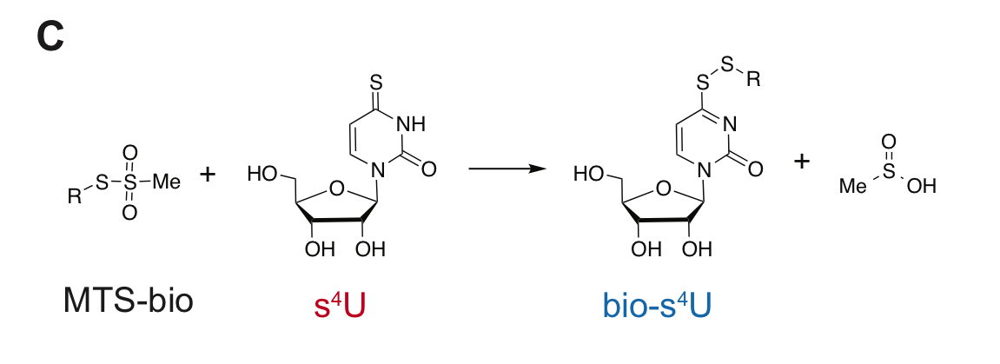 C
R S S O O Me
+
S NH N O HO O OH OH
S S R N N O HO O OH OH
+
Me S O OH
MTS-bio
s⁴U
bio-s⁴U